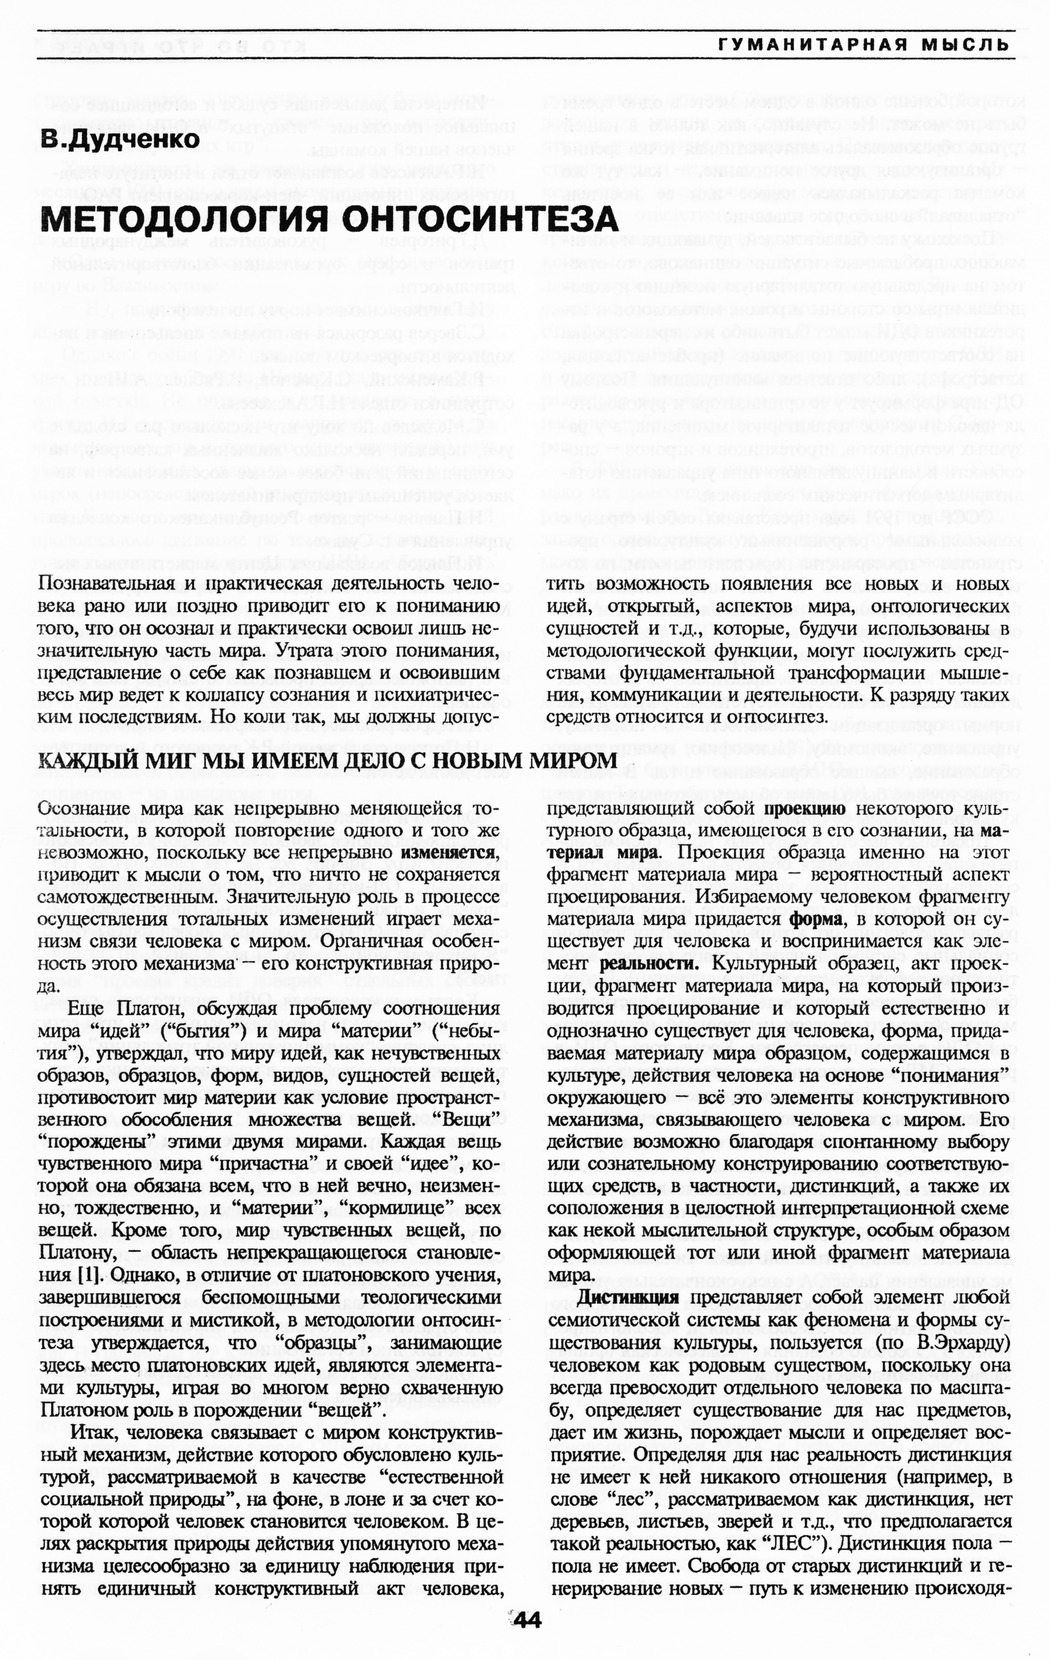 ГУМАНИТАРНАЯ МЫСЛЬ
В.Дудченко
МЕТОДОЛОГИЯ ОНТОСИНТЕЗА
Познавательная и практическая деятельность чело-
века рано или поздно приводит его к пониманию
того, что он осознал и практически освоил лишь не-
значительную часть мира. Утрата этого понимания,
представление о себе как познавшем и освоившим
весь мир ведет к коллапсу сознания и психиатричес-
ким последствиям. Но коли так, мы должны допус-
тить возможность появления все новых и новых
идей, открытый, аспектов мира, онтологических
сущностей и т.д., которые, будучи использованы в
методологической функции, могут послужить сред-
ствами фундаментальной трансформации мышле-
ния, коммуникации и деятельности. К разряду таких
средств относится и онтосинтез.
КАЖДЫЙ МИГ МЫ ИМЕЕМ ДЕЛО С НОВЫМ МИРОМ
Осознание мира как непрерывно меняющейся то-
тальности, в которой повторение одного и того же
невозможно, поскольку все непрерывно изменяется,
приводит к мысли о том, что ничто не сохраняется
самотождественным. Значительную роль в процессе
осуществления тотальных изменений играет меха-
низм связи человека с миром. Органичная особен-
ность этого механизма — его конструктивная приро-
да.
Еще Платон, обсуждая проблему соотношения
мира “идей” (“бытия”) и мира “материи” (“небы-
тия”), утверждал, что миру идей, как нечувственных
образов, образцов, форм, видов, сущностей вещей,
противостоит мир материи как условие пространст-
венного обособления множества вещей. “Вещи”
“порождены” этими двумя мирами. Каждая вещь
чувственного мира “причастна” и своей “идее”, ко-
торой она обязана всем, что в ней вечно, неизмен-
но, тождественно, и “материи”, “кормилице” всех
вещей. Кроме того, мир чувственных вещей, по
Платону, — область непрекращающегося становле-
ния [1]. Однако, в отличие от платоновского учения,
завершившегося беспомощными теологическими
построениями и мистикой, в методологии онтосин-
теза утверждается, что “образцы”, занимающие
здесь место платоновских идей, являются элемента-
ми культуры, играя во многом верно схваченную
Платоном роль в порождении “вещей”.
Итак, человека связывает с миром конструктив-
ный механизм, действие которого обусловлено куль-
турой, рассматриваемой в качестве “естественной
социальной природы”, на фоне, в лоне и за счет ко-
торой которой человек становится человеком. В це-
лях раскрытия природы действия упомянутого меха-
низма целесообразно за единицу наблюдения при-
нять единичный конструктивный акт человека,
представляющий собой проекцию некоторого куль-
турного образца, имеющегося в его сознании, на ма-
териал мира. Проекция образца именно на этот
фрагмент материала мира — вероятностный аспект
проецирования. Избираемому человеком фрагменту
материала мира придается форма, в которой он су-
ществует для человека и воспринимается как эле-
мент реальности. Культурный образец, акт проек-
ции, фрагмент материала мира, на который произ-
водится проецирование и который естественно и
однозначно существует для человека, форма, прида-
ваемая материалу мира образцом, содержащимся в
культуре, действия человека на основе “понимания”
окружающего — всё это элементы конструктивного
механизма, связывающего человека с миром. Его
действие возможно благодаря спонтанному выбору
или сознательному конструированию соответствую-
щих средств, в частности, дистинкций, а также их
соположения в целостной интерпретационной схеме
как некой мыслительной структуре, особым образом
оформляющей тот или иной фрагмент материала
мира.
Дистинкция представляет собой элемент любой
семиотической системы как феномена и формы су-
ществования культуры, пользуется (по В.Эрхарду)
человеком как родовым существом, поскольку она
всегда превосходит отдельного человека по масшта-
бу, определяет существование для нас предметов,
дает им жизнь, порождает мысли и определяет вос-
приятие. Определяя для нас реальность дистинкция
не имеет к ней никакого отношения (например, в
слове “лес”, рассматриваемом как дистинкция, нет
деревьев, листьев, зверей и т.д., что предполагается
такой реальностью, как “ЛЕС”). Дистинкция пола —
пола не имеет. Свобода от старых дистинкций и ге-
нерирование новых — путь к изменению происходя-
44